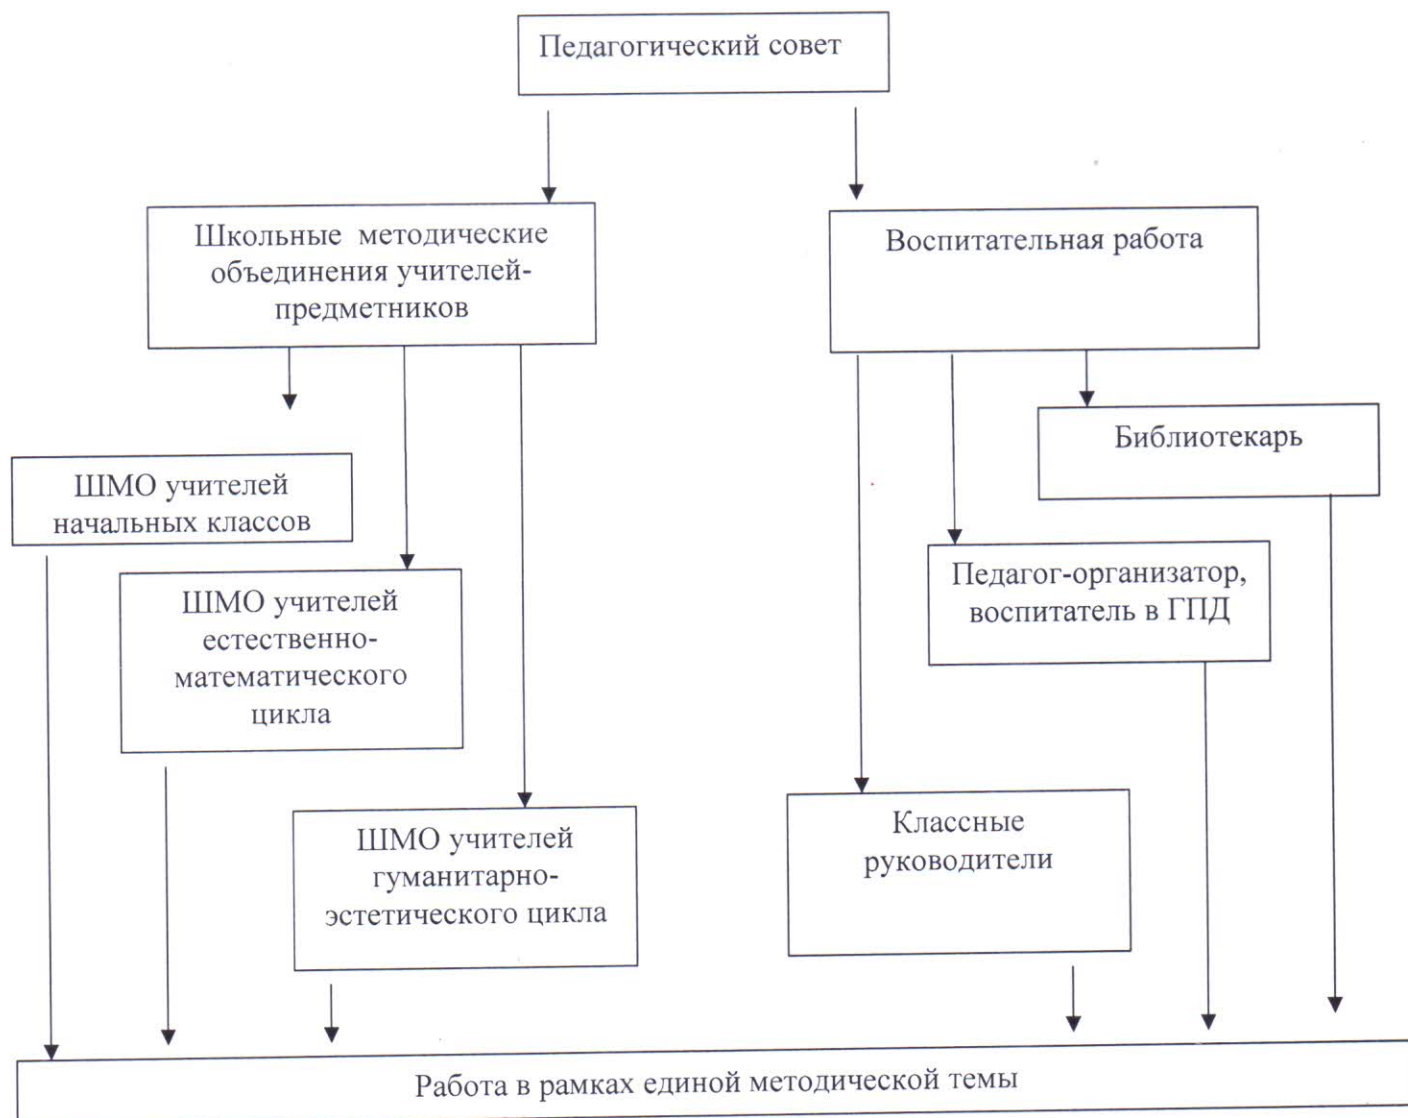 Педагогический совет
Школьные методические
объединения учителей-
предметников
Воспитательная работа
Библиотекарь
ШМО учителей
начальных классов
Педагог-организатор,
воспитатель в ГПД
ШМО учителей
естественно-
математического
цикла
Классные
руководители
ШМО учителей
гуманитарно-
эстетического цикла
Работа в рамках единой методической темы